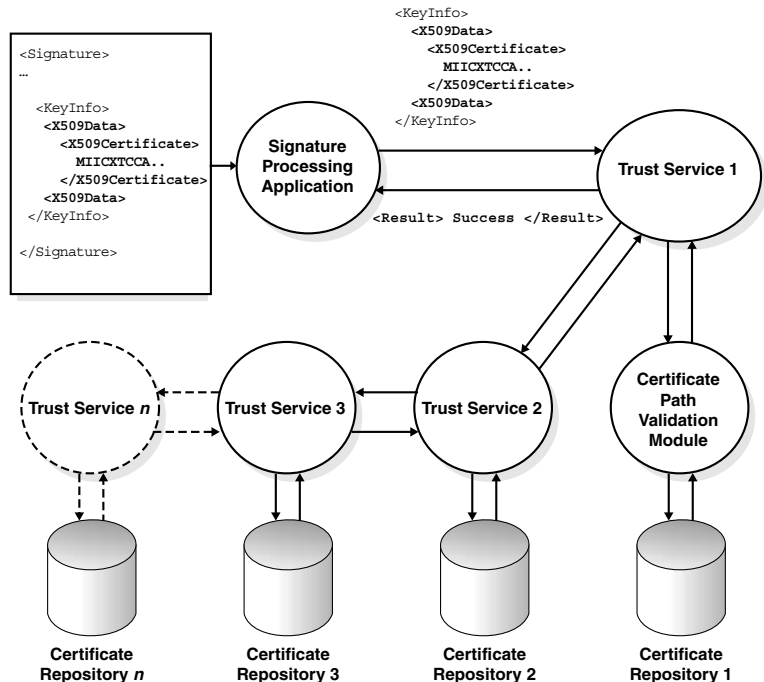 <Signature>
…
<KeyInfo>
<X509Data>
<X509Certificate>
MIICXTCCA..
</X509Certificate>
<X509Data>
</KeyInfo>
</Signature>
Signature
Processing
Application
<KeyInfo>
<X509Data>
<X509Certificate>
MIICXTCCA..
</X509Certificate>
<X509Data>
</KeyInfo>
<Result> Success </Result>
Trust Service 1
Trust Service n
Trust Service 3
Trust Service 2
Certificate
Path
Validation
Module
Certificate
Repository n
Certificate
Repository 3
Certificate
Repository 2
Certificate
Repository 1